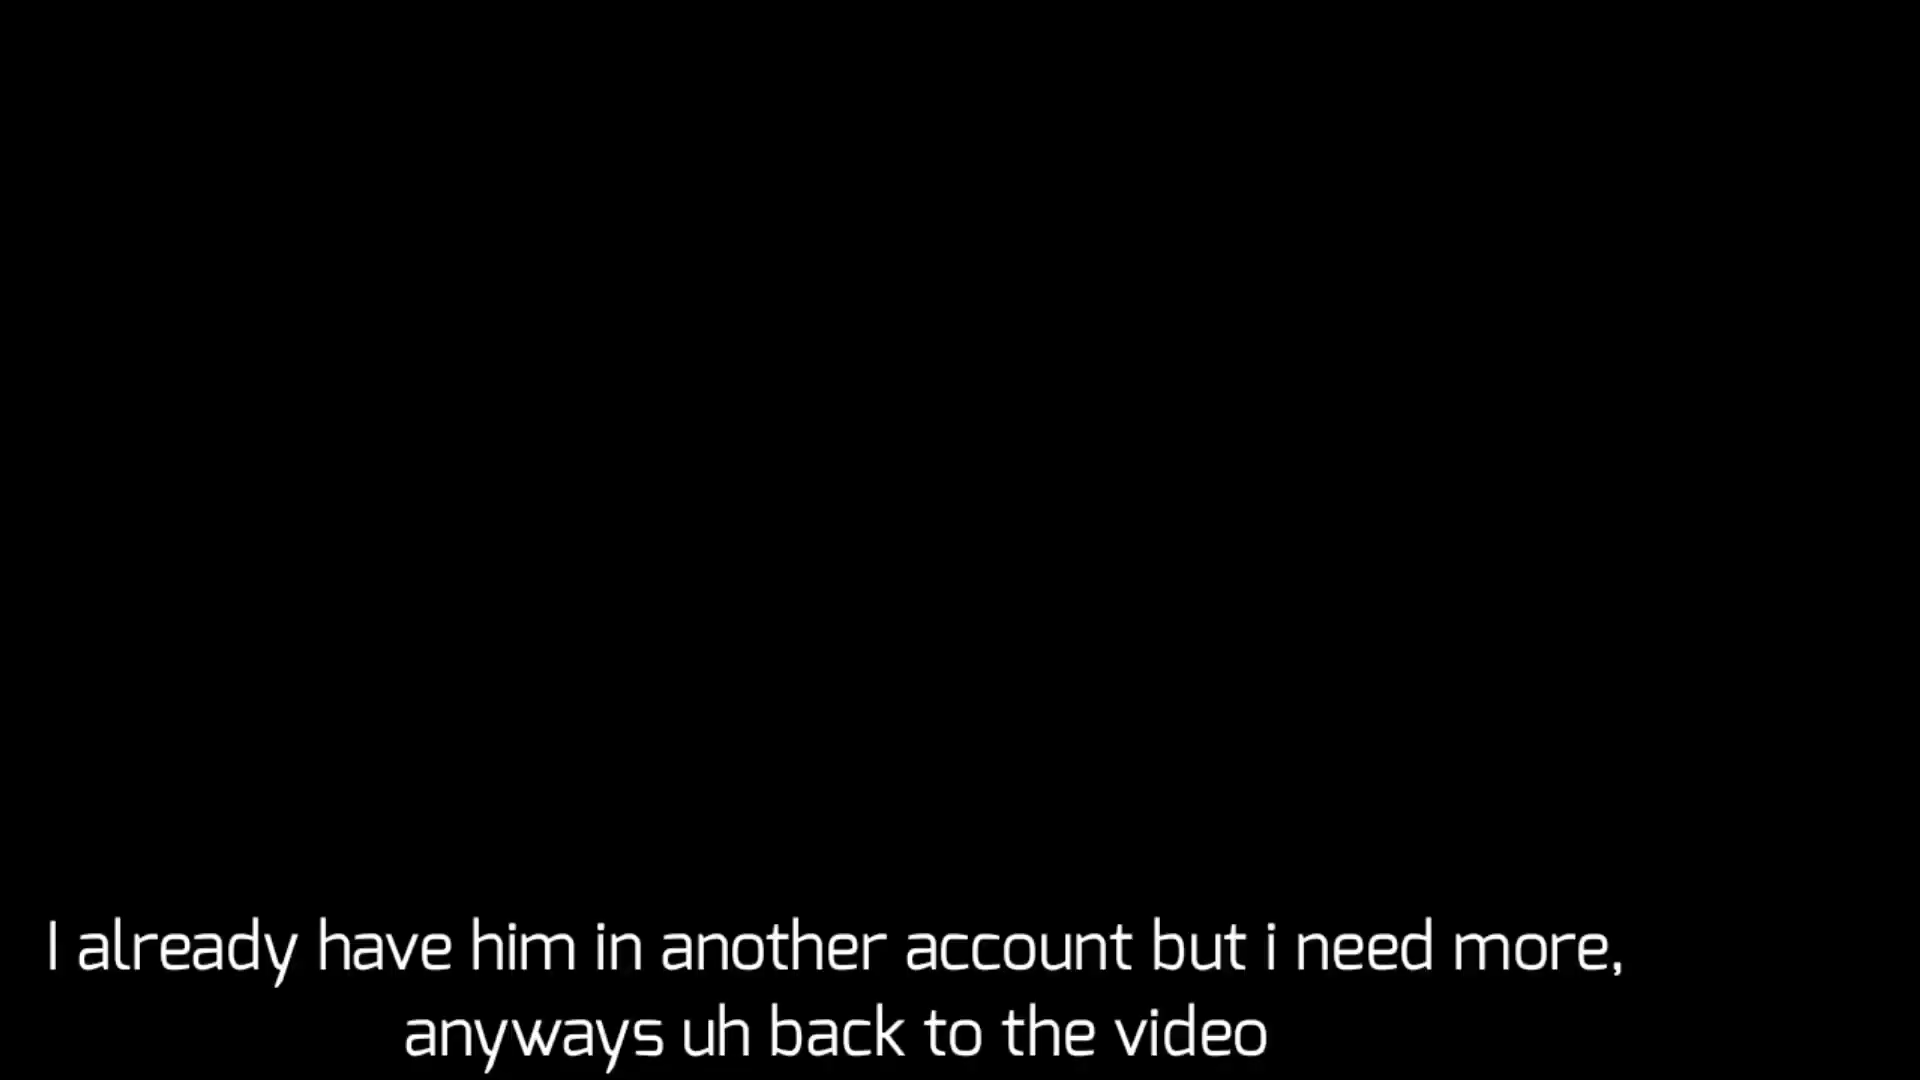 I already have him in another account but i need more,
anyways uh back to the video